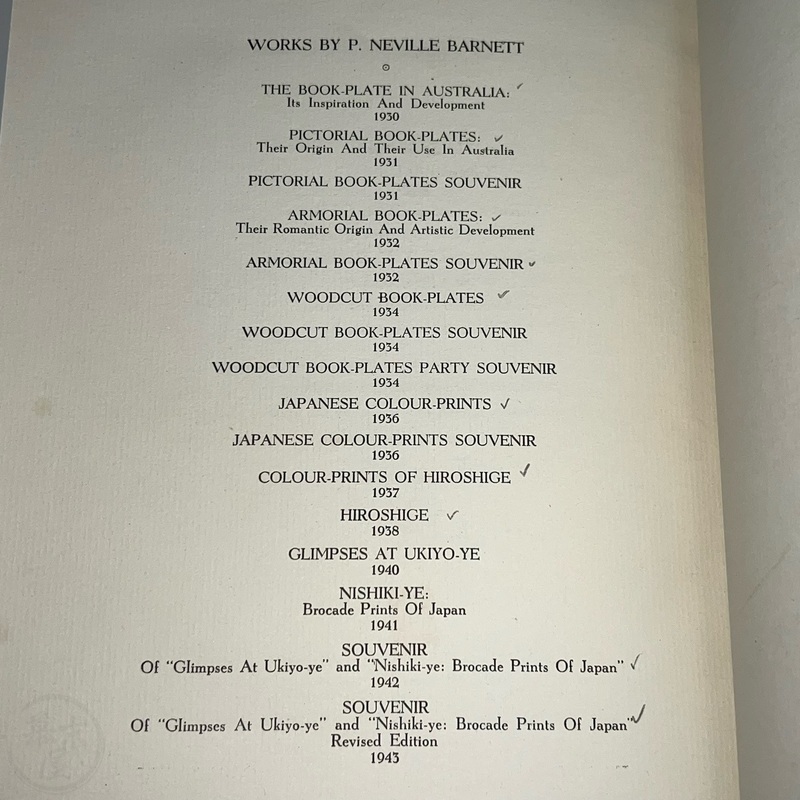 WORKS BY P. NEVILLE BARNETT
THE BOOK-PLATE IN AUSTRALIA:
Its Inspiration And Development
1930
PICTORIAL BOOK-PLATES:
Their Origin And Their Use In Australia
1931
PICTORIAL BOOK-PLATES SOUVENIR
1931
ARMORIAL BOOK-PLATES:
Their Romantic Origin And Artistic Development
1932
ARMORIAL BOOK-PLATES SOUVENIR
1932
WOODCUT BOOK-PLATES
1934
WOODCUT BOOK-PLATES SOUVENIR
1934
WOODCUT BOOK-PLATES PARTY SOUVENIR
1934
JAPANESE COLOUR-PRINTS
1936
JAPANESE COLOUR-PRINTS SOUVENIR
1936
COLOUR-PRINTS OF HIROSHIGE
1937
HIROSHIGE
1938
GLIMPSES AT UKIYO-YE
1940
NISHIKI-YE:
Brocade Prints Of Japan
1941
SOUVENIR
Of "Glimpses At Ukiyo-ye" and "Nishiki-ye: Brocade Prints Of Japan"
1942
SOUVENIR
Of "Glimpses At Ukiyo-ye" and "Nishiki-ye: Brocade Prints Of Japan"
Revised Edition
1943